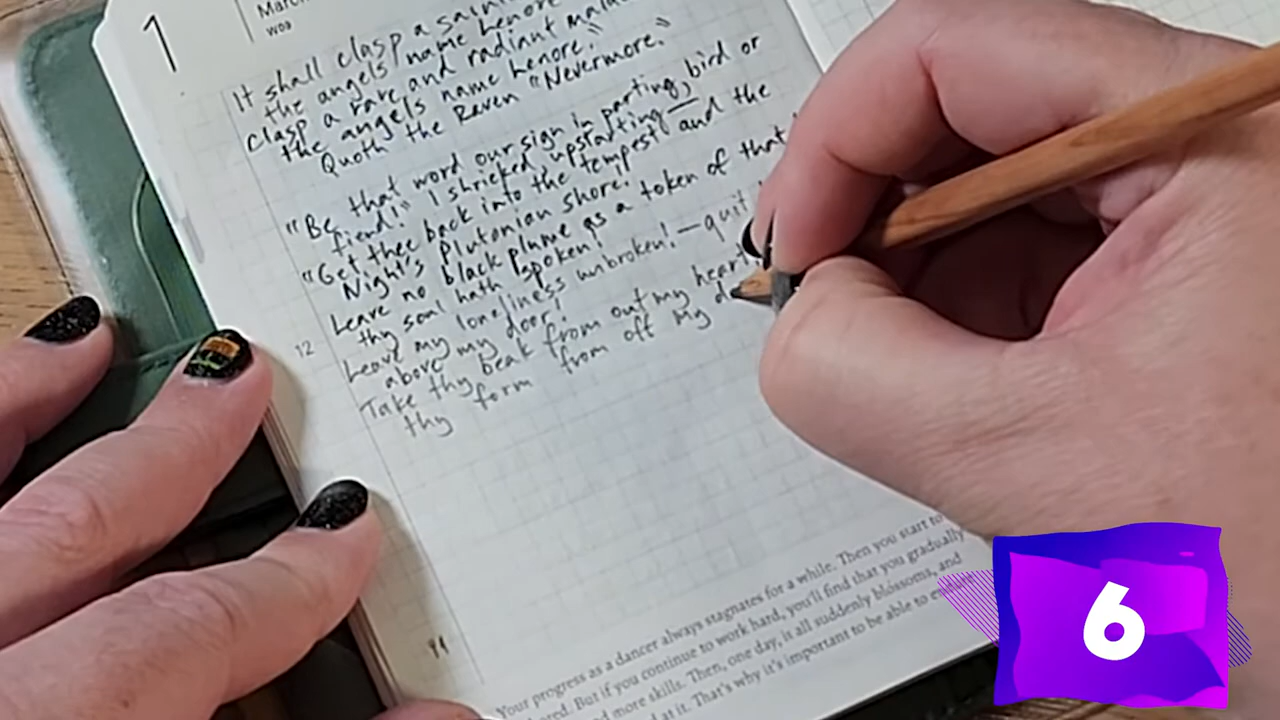 1
March
WO9
It shall clasp a
the angels name Lenore
clasp a rare and radiant
the angels name Lenore."
Quoth the Raven "Nevermore."
"Be that word our sign in parting, bird or
fiend!" I shrieked upstarting —
"Get thee back into the tempest and the
Night's Plutonian shore.
Leave no black plume as a token of that
thy soul hath spoken!
Leave my loneliness unbroken! — quit
above my door!
Take thy beak from out my heart,
thy form from off my
12
Your progress as a dancer always stagnates for a while. Then you start to
But if you continue to work hard, you'll find that you gradually
more skills. Then, one day, it all suddenly blossoms, and
at it. That's why it's important to be able to
6